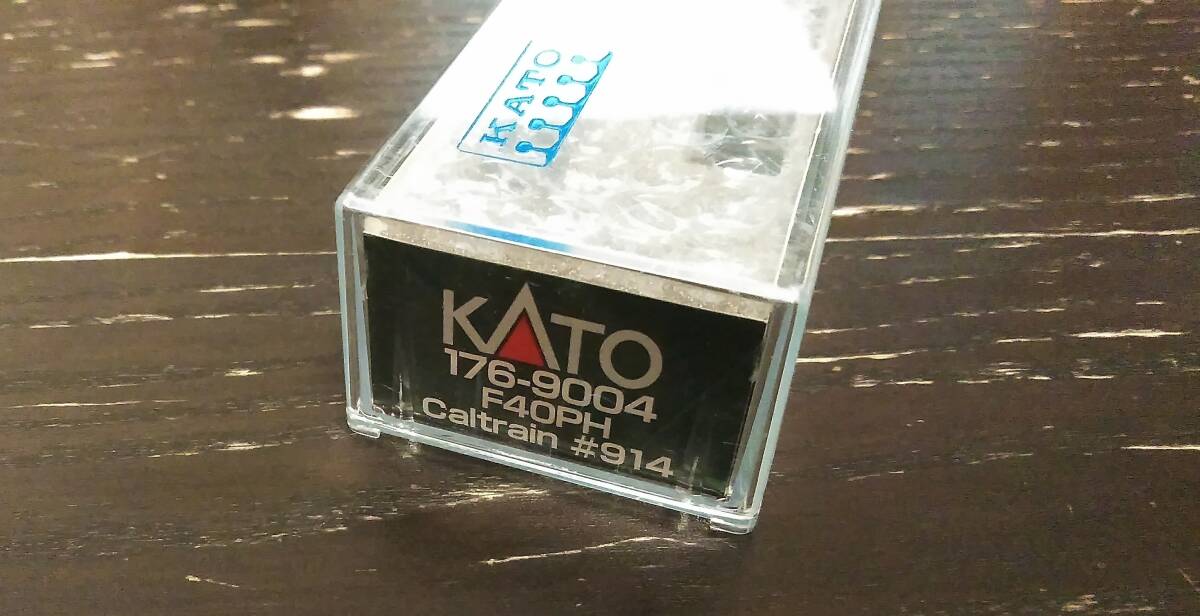 KATO
KATO
176-9004
F40PH
Caltrain #914